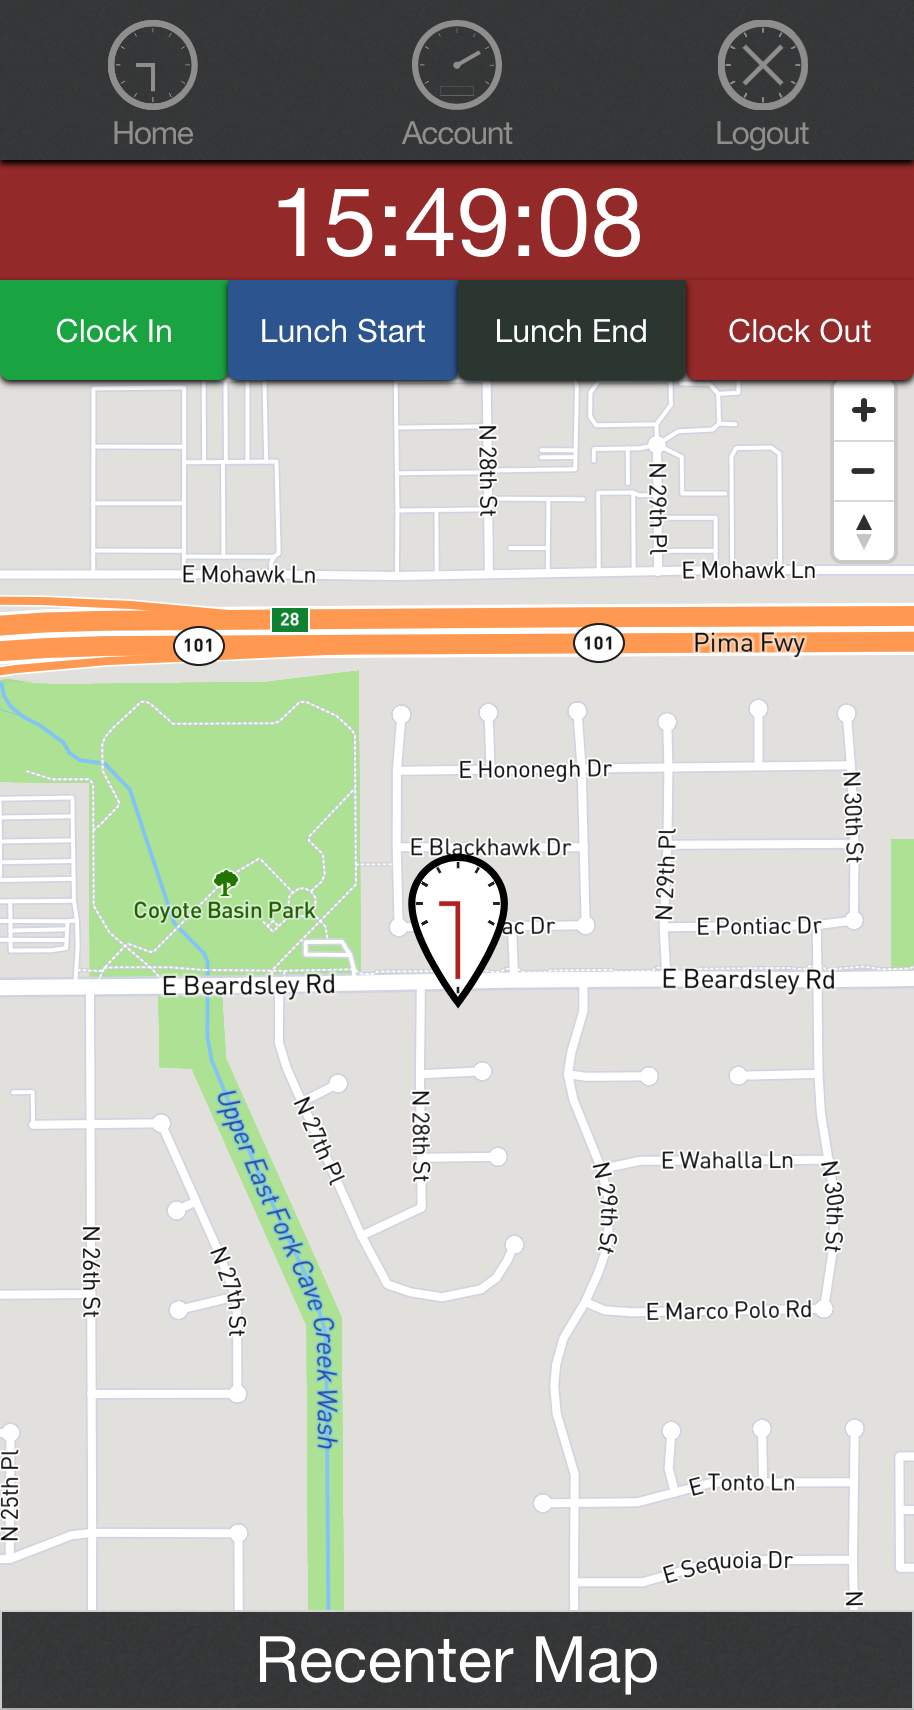 Home
Account
Logout
15:49:08
Clock In
Lunch Start
Lunch End
Clock Out
N 28th St
N 29th Pl
E Mohawk Ln
E Mohawk Ln
28
101
101
Pima Fwy
E Hononegh Dr
N 30th St
E Blackhawk Dr
N 29th Pl
Coyote Basin Park
ac Dr
E Pontiac Dr
E Beardsley Rd
E Beardsley Rd
Upper East Fork Cave Creek Wash
N 27th Pl
N 28th St
E Wahalla Ln
N 29th St
N 30th St
N 26th St
N 27th St
E Marco Polo Rd
N 25th Pl
E Tonto Ln
E Sequoia Dr
N
Recenter Map